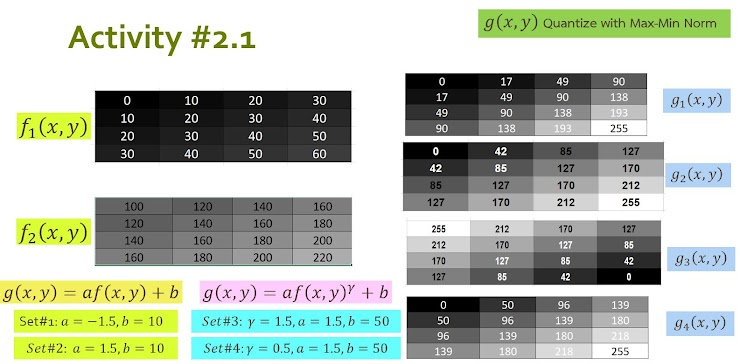 Activity #2.1
g(x, y) Quantize with Max-Min Norm
f₁(x, y)
0 10 20 30
10 20 30 40
20 30 40 50
30 40 50 60
f₂(x, y)
100 120 140 160
120 140 160 180
140 160 180 200
160 180 200 220
g(x, y) = af(x, y) + b
Set#1: a = −1.5, b = 10
Set#2: a = 1.5, b = 10
g(x, y) = af(x, y)^γ + b
Set#3: γ = 1.5, a = 1.5, b = 50
Set#4: γ = 0.5, a = 1.5, b = 50
0 17 49 90
17 49 90 138
49 90 138 193
90 138 193 255
g₁(x, y)
0 42 85 127
42 85 127 170
85 127 170 212
127 170 212 255
g₂(x, y)
255 212 170 127
212 170 127 85
170 127 85 42
127 85 42 0
g₃(x, y)
0 50 96 139
50 96 139 180
96 139 180 218
139 180 218 255
g₄(x, y)